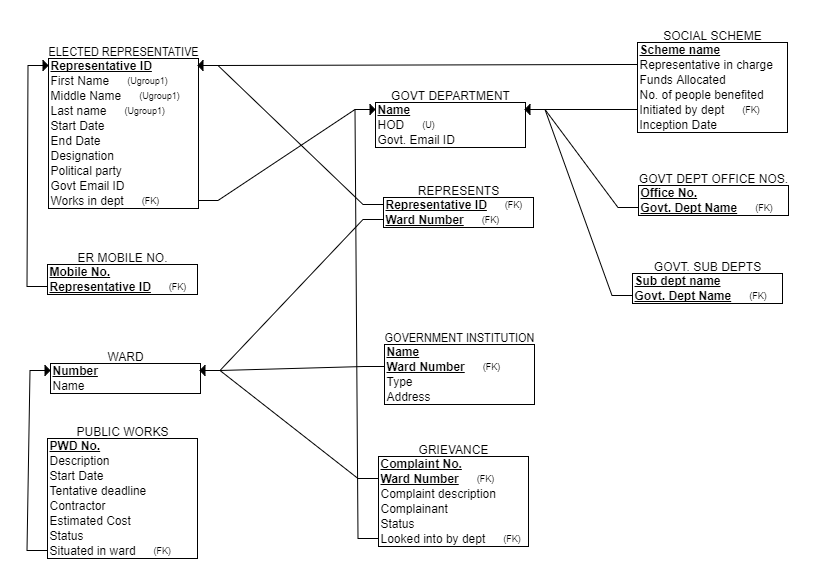 ELECTED REPRESENTATIVE
Representative ID
First Name (Ugroup1)
Middle Name (Ugroup1)
Last name (Ugroup1)
Start Date
End Date
Designation
Political party
Govt Email ID
Works in dept (FK)
ER MOBILE NO.
Mobile No.
Representative ID (FK)
WARD
Number
Name
PUBLIC WORKS
PWD No.
Description
Start Date
Tentative deadline
Contractor
Estimated Cost
Status
Situated in ward (FK)
GOVT DEPARTMENT
Name
HOD (U)
Govt. Email ID
REPRESENTS
Representative ID (FK)
Ward Number (FK)
GOVERNMENT INSTITUTION
Name
Ward Number (FK)
Type
Address
GRIEVANCE
Complaint No.
Ward Number (FK)
Complaint description
Complainant
Status
Looked into by dept (FK)
SOCIAL SCHEME
Scheme name
Representative in charge
Funds Allocated
No. of people benefited
Initiated by dept (FK)
Inception Date
GOVT DEPT OFFICE NOS.
Office No.
Govt. Dept Name (FK)
GOVT. SUB DEPTS
Sub dept name
Govt. Dept Name (FK)